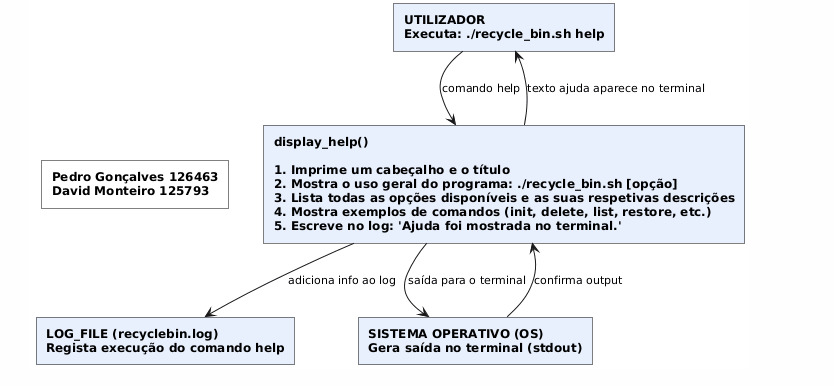 UTILIZADOR
Executa: ./recycle_bin.sh help
comando help
texto ajuda aparece no terminal
display_help()
1. Imprime um cabeçalho e o título
2. Mostra o uso geral do programa: ./recycle_bin.sh [opção]
3. Lista todas as opções disponíveis e as suas respetivas descrições
4. Mostra exemplos de comandos (init, delete, list, restore, etc.)
5. Escreve no log: 'Ajuda foi mostrada no terminal.'
Pedro Gonçalves 126463
David Monteiro 125793
adiciona info ao log
saída para o terminal
confirma output
LOG_FILE (recyclebin.log)
Regista execução do comando help
SISTEMA OPERATIVO (OS)
Gera saída no terminal (stdout)